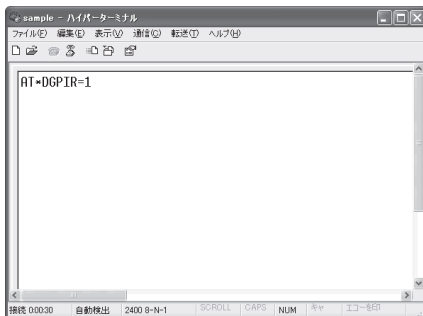 sample - ハイパーターミナル
ファイル(F) 編集(E) 表示(V) 通信(C) 転送(T) ヘルプ(H)
AT*DGPIR=1
接続 0:00:30 自動検出 2400 8-N-1 SCROLL CAPS NUM キャ エコーを印